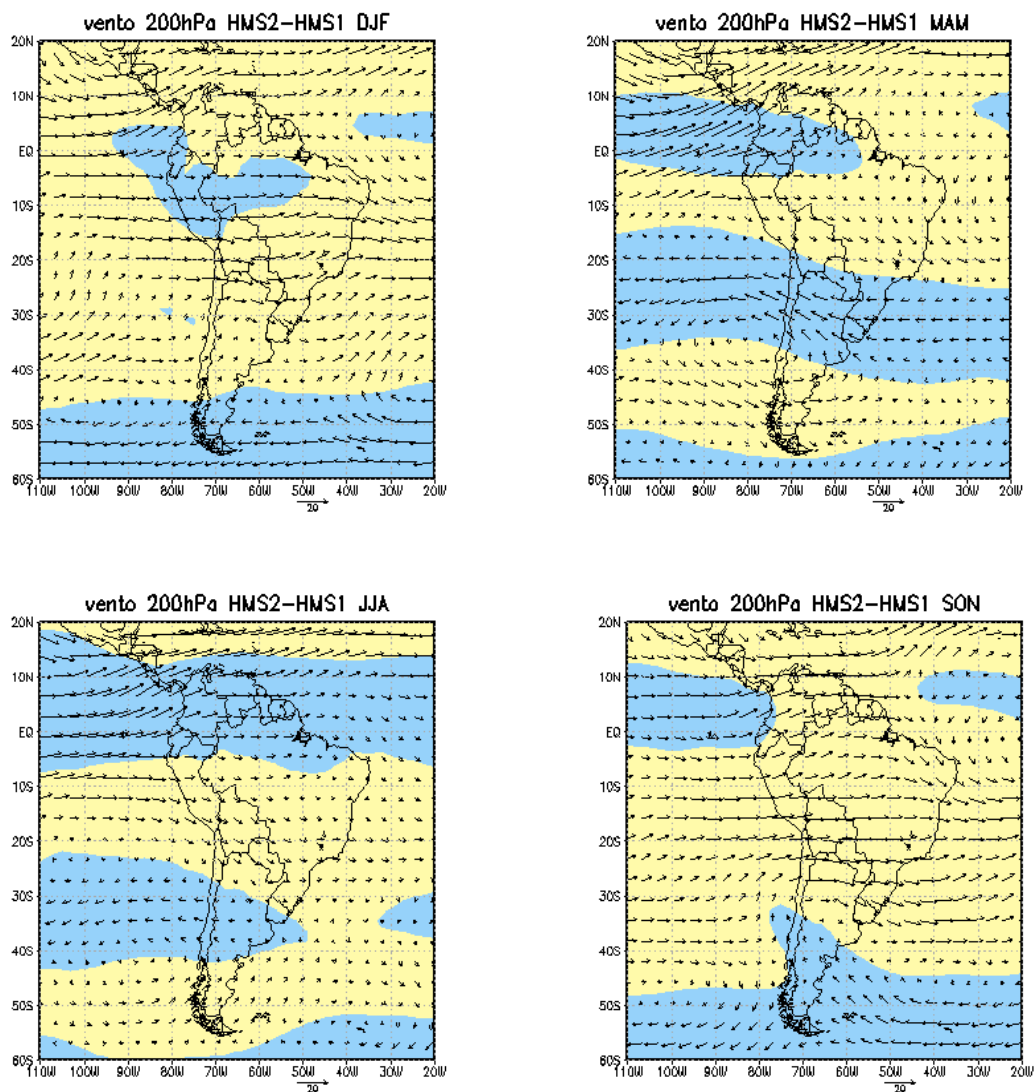 vento 200hPa HMS2-HMS1 DJF
20N
10N
EQ
10S
20S
30S
40S
50S
60S
110W 100W 90W 80W 70W 60W 50W 40W 30W 20W
20
vento 200hPa HMS2-HMS1 MAM
20N
10N
EQ
10S
20S
30S
40S
50S
60S
110W 100W 90W 80W 70W 60W 50W 40W 30W 20W
20
vento 200hPa HMS2-HMS1 JJA
20N
10N
EQ
10S
20S
30S
40S
50S
60S
110W 100W 90W 80W 70W 60W 50W 40W 30W 20W
20
vento 200hPa HMS2-HMS1 SON
20N
10N
EQ
10S
20S
30S
40S
50S
60S
110W 100W 90W 80W 70W 60W 50W 40W 30W 20W
20